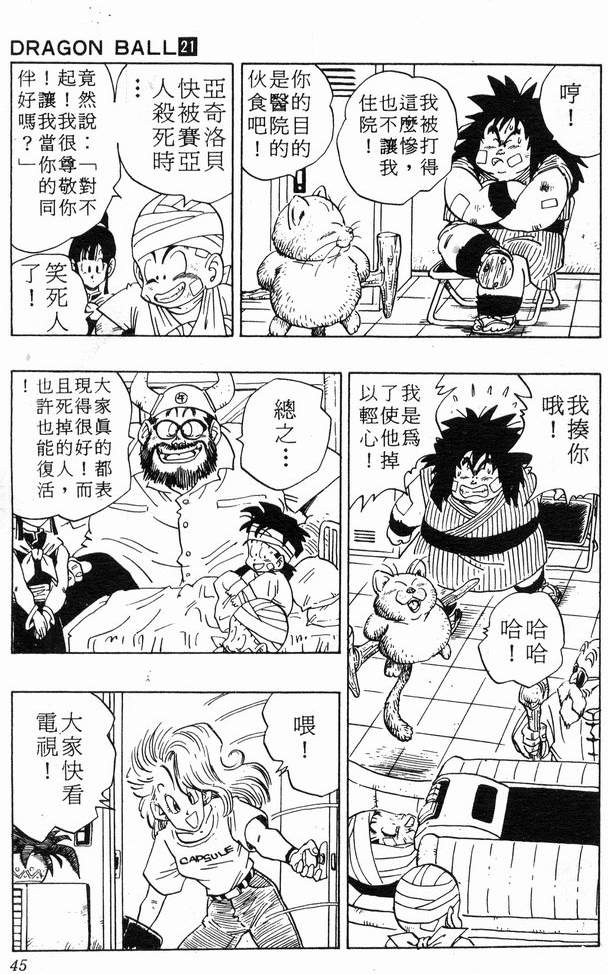 DRAGON BALL 21
哼！
我被打得
這麼慘，
也不讓我
住院！
你的目的
是醫院的
伙食吧！
！
亞奇洛貝
快被賽亞
人殺死時
…
竟然說：「對不
起！我很尊敬你
！讓我當你的同
伴好嗎？」
笑死人
了！
我揍你
哦！
我是爲
了使他掉
以輕心！
哈哈
哈！
總之…
大家眞的都表
現得很好！而
且死掉的人，
也許也能復活
！
喂！
大家快看
電視！
CAPSULE
45